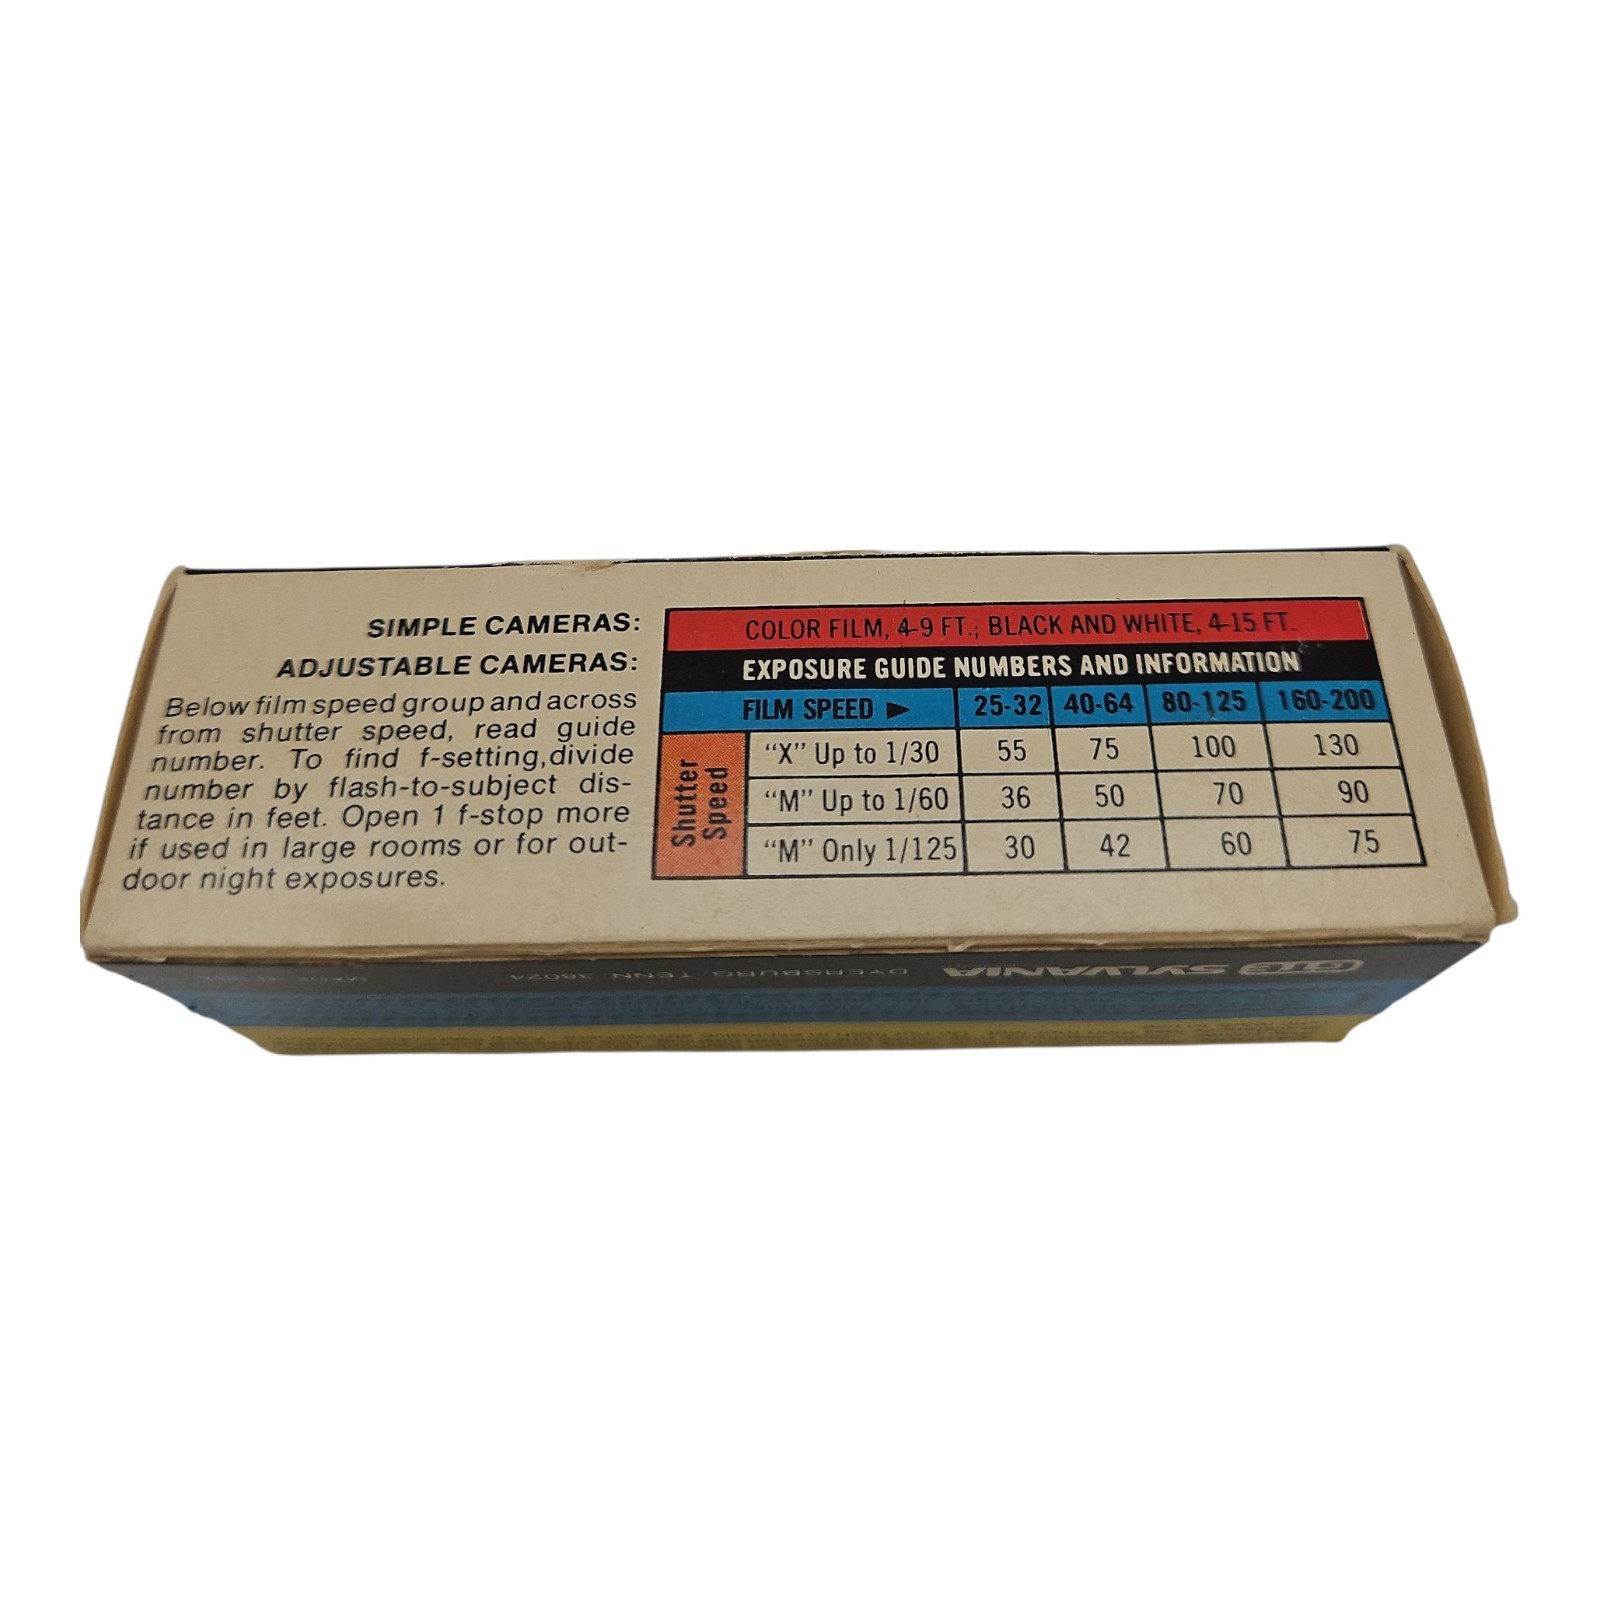 SIMPLE CAMERAS:
COLOR FILM, 4-9 FT.; BLACK AND WHITE, 4-15 FT.
ADJUSTABLE CAMERAS:
Below film speed group and across
from shutter speed, read guide
number. To find f-setting, divide
number by flash-to-subject dis-
tance in feet. Open 1 f-stop more
if used in large rooms or for out-
door night exposures.
EXPOSURE GUIDE NUMBERS AND INFORMATION
FILM SPEED ► 25-32 40-64 80-125 160-200
Shutter
Speed
"X" Up to 1/30 55 75 100 130
"M" Up to 1/60 36 50 70 90
"M" Only 1/125 30 42 60 75
GTE SYLVANIA DYERSBURG, TENN 38024